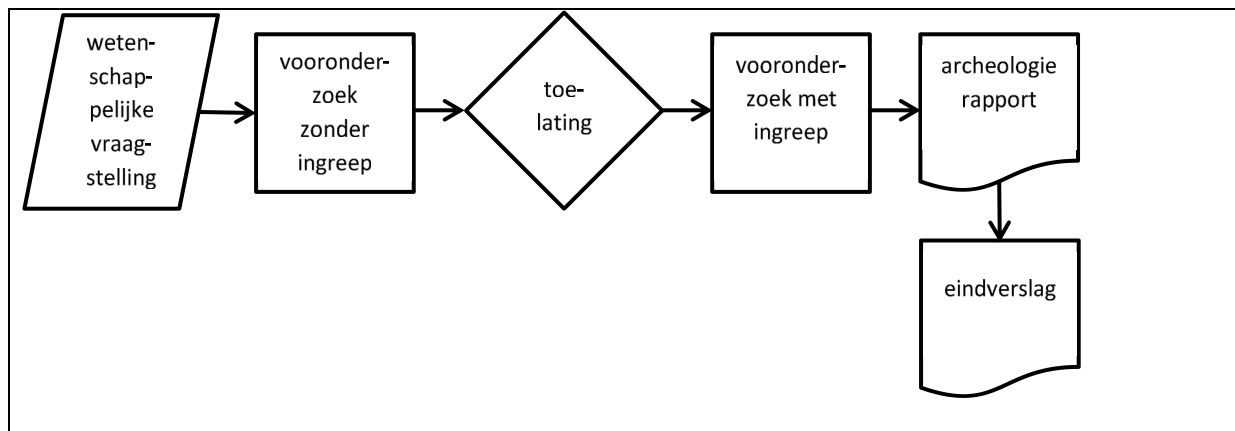 weten-
schap-
pelijke
vraag-
stelling
vooronder-
zoek
zonder
ingreep
toe-
lating
vooronder-
zoek met
ingreep
archeologie
rapport
eindverslag